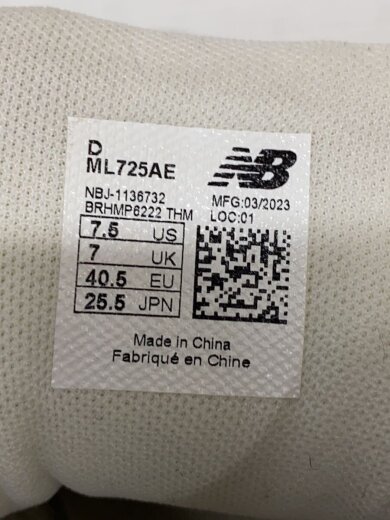 D
ML725AE
NB
NBJ-1136732
MFG:03/2023
BRHMP6222 THM
LOC:01
7.5 US
7 UK
40.5 EU
25.5 JPN
Made in China
Fabriqué en Chine